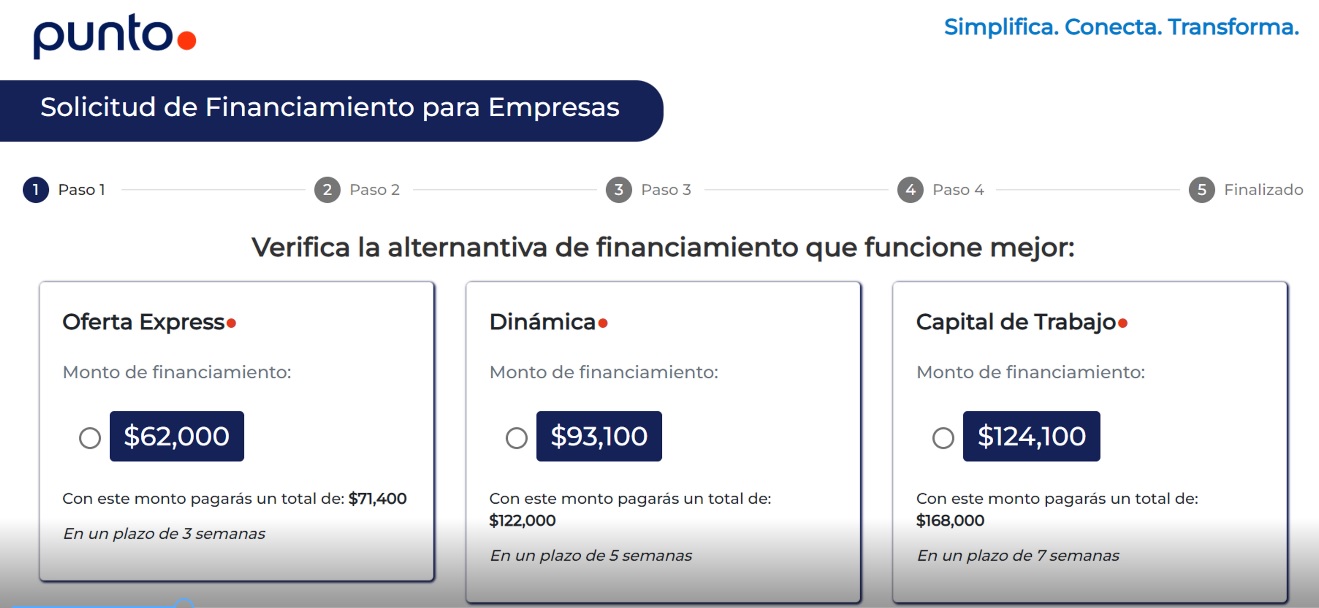 punto.
Simplifica. Conecta. Transforma.
Solicitud de Financiamiento para Empresas
1 Paso 1
2 Paso 2
3 Paso 3
4 Paso 4
5 Finalizado
Verifica la alternantiva de financiamiento que funcione mejor:
Oferta Express
Monto de financiamiento:
$62,000
Con este monto pagarás un total de: $71,400
En un plazo de 3 semanas
Dinámica
Monto de financiamiento:
$93,100
Con este monto pagarás un total de:
$122,000
En un plazo de 5 semanas
Capital de Trabajo
Monto de financiamiento:
$124,100
Con este monto pagarás un total de:
$168,000
En un plazo de 7 semanas